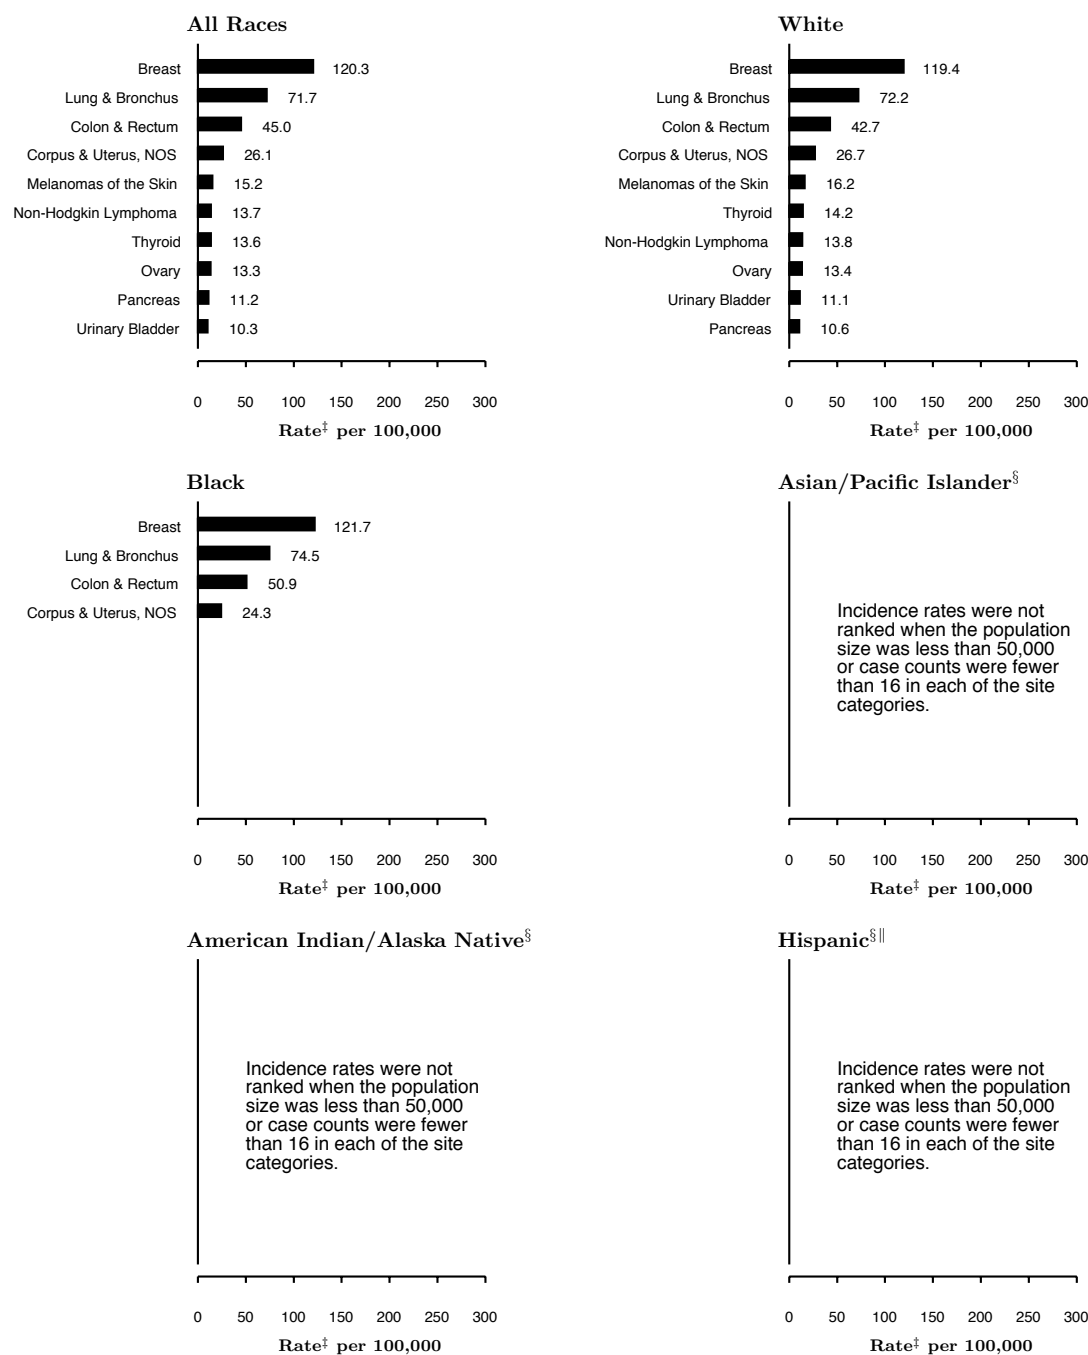 All Races
Breast 120.3
Lung & Bronchus 71.7
Colon & Rectum 45.0
Corpus & Uterus, NOS 26.1
Melanomas of the Skin 15.2
Non-Hodgkin Lymphoma 13.7
Thyroid 13.6
Ovary 13.3
Pancreas 11.2
Urinary Bladder 10.3
0 50 100 150 200 250 300
Rate‡ per 100,000
White
Breast 119.4
Lung & Bronchus 72.2
Colon & Rectum 42.7
Corpus & Uterus, NOS 26.7
Melanomas of the Skin 16.2
Thyroid 14.2
Non-Hodgkin Lymphoma 13.8
Ovary 13.4
Urinary Bladder 11.1
Pancreas 10.6
0 50 100 150 200 250 300
Rate‡ per 100,000
Black
Breast 121.7
Lung & Bronchus 74.5
Colon & Rectum 50.9
Corpus & Uterus, NOS 24.3
0 50 100 150 200 250 300
Rate‡ per 100,000
Asian/Pacific Islander§
Incidence rates were not
ranked when the population
size was less than 50,000
or case counts were fewer
than 16 in each of the site
categories.
0 50 100 150 200 250 300
Rate‡ per 100,000
American Indian/Alaska Native§
Incidence rates were not
ranked when the population
size was less than 50,000
or case counts were fewer
than 16 in each of the site
categories.
0 50 100 150 200 250 300
Rate‡ per 100,000
Hispanic§‖
Incidence rates were not
ranked when the population
size was less than 50,000
or case counts were fewer
than 16 in each of the site
categories.
0 50 100 150 200 250 300
Rate‡ per 100,000